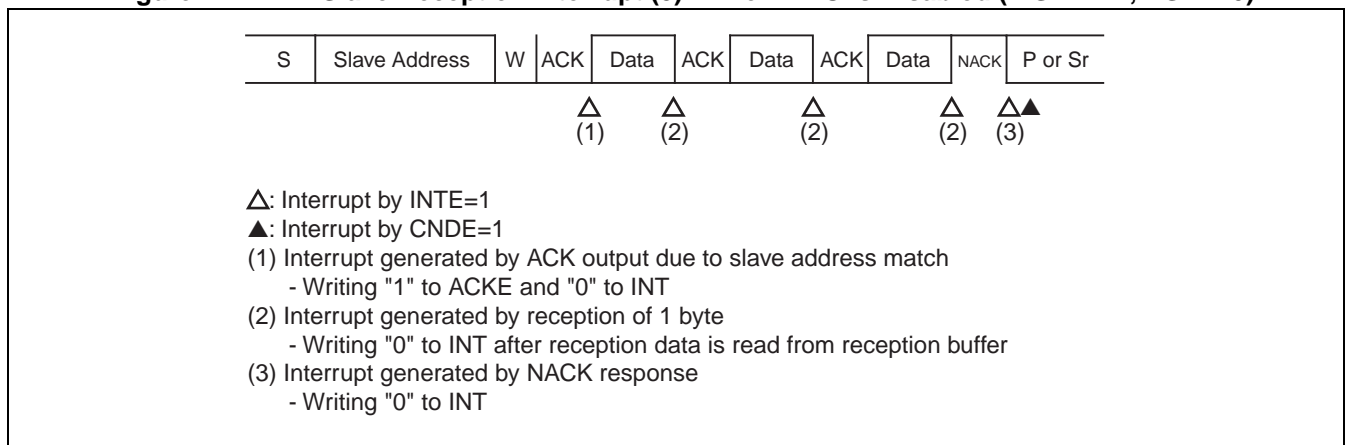 S Slave Address W ACK Data ACK Data ACK Data NACK P or Sr
△ △ △ △ △▲
(1) (2) (2) (2) (3)
△: Interrupt by INTE=1
▲: Interrupt by CNDE=1
(1) Interrupt generated by ACK output due to slave address match
- Writing "1" to ACKE and "0" to INT
(2) Interrupt generated by reception of 1 byte
- Writing "0" to INT after reception data is read from reception buffer
(3) Interrupt generated by NACK response
- Writing "0" to INT